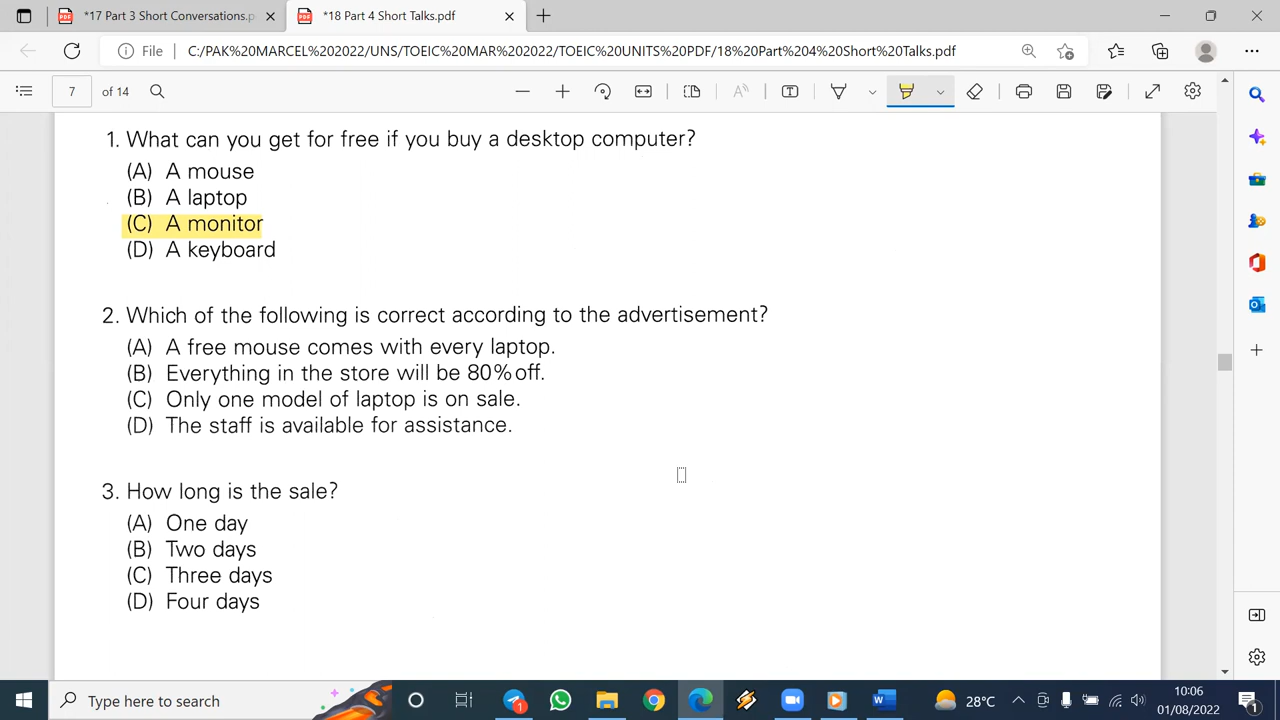 *17 Part 3 Short Conversations.p
*18 Part 4 Short Talks.pdf
File
C:/PAK%20MARCEL%202022/UNS/TOEIC%20MAR%202022/TOEIC%20UNITS%20PDF/18%20Part%204%20Short%20Talks.pdf
7 of 14
1. What can you get for free if you buy a desktop computer?
(A) A mouse
(B) A laptop
(C) A monitor
(D) A keyboard
2. Which of the following is correct according to the advertisement?
(A) A free mouse comes with every laptop.
(B) Everything in the store will be 80% off.
(C) Only one model of laptop is on sale.
(D) The staff is available for assistance.
3. How long is the sale?
(A) One day
(B) Two days
(C) Three days
(D) Four days
Type here to search
28°C
10:06
01/08/2022